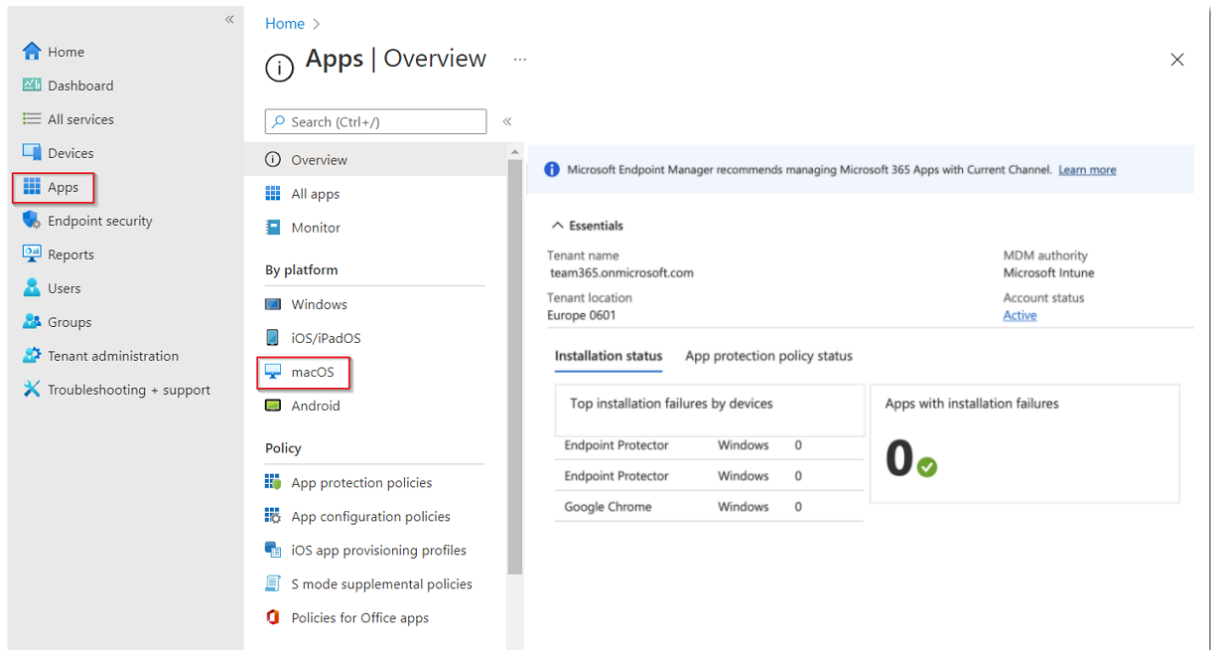 «
Home
Dashboard
All services
Devices
Apps
Endpoint security
Reports
Users
Groups
Tenant administration
Troubleshooting + support
Home >
Apps | Overview ...
Search (Ctrl+/)
«
Overview
All apps
Monitor
By platform
Windows
iOS/iPadOS
macOS
Android
Policy
App protection policies
App configuration policies
iOS app provisioning profiles
S mode supplemental policies
Policies for Office apps
Microsoft Endpoint Manager recommends managing Microsoft 365 Apps with Current Channel. Learn more
Essentials
Tenant name
team365.onmicrosoft.com
Tenant location
Europe 0601
MDM authority
Microsoft Intune
Account status
Active
Installation status App protection policy status
Top installation failures by devices
Endpoint Protector Windows 0
Endpoint Protector Windows 0
Google Chrome Windows 0
Apps with installation failures
0